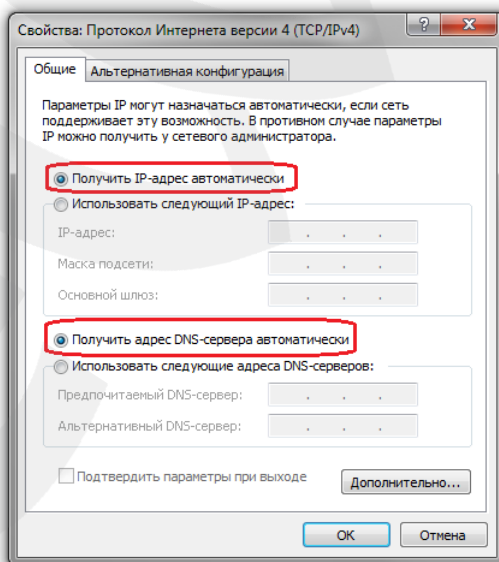 Свойства: Протокол Интернета версии 4 (TCP/IPv4)
Общие
Альтернативная конфигурация
Параметры IP могут назначаться автоматически, если сеть
поддерживает эту возможность. В противном случае параметры
IP можно получить у сетевого администратора.
Получить IP-адрес автоматически
Использовать следующий IP-адрес:
IP-адрес:
Маска подсети:
Основной шлюз:
Получить адрес DNS-сервера автоматически
Использовать следующие адреса DNS-серверов:
Предпочитаемый DNS-сервер:
Альтернативный DNS-сервер:
Подтвердить параметры при выходе
Дополнительно...
ОК
Отмена